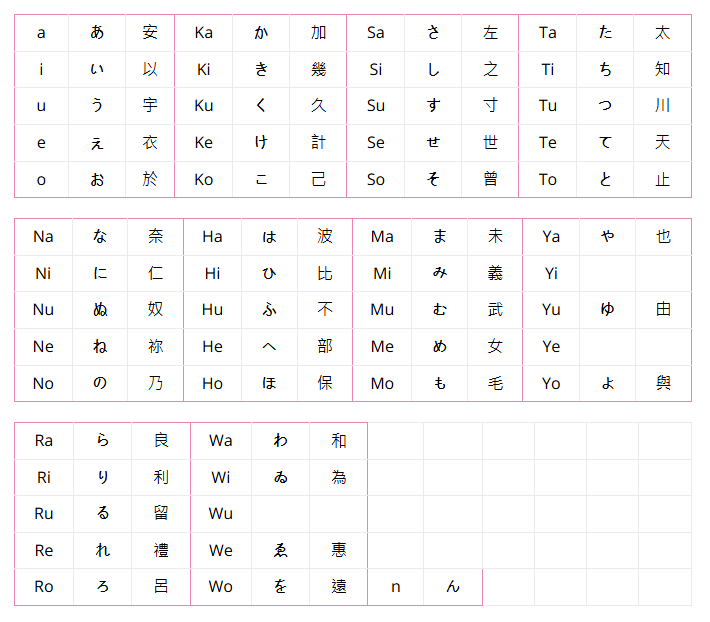 a あ 安 Ka か 加 Sa さ 左 Ta た 太
i い 以 Ki き 幾 Si し 之 Ti ち 知
u う 宇 Ku く 久 Su す 寸 Tu つ 川
e え 衣 Ke け 計 Se せ 世 Te て 天
o お 於 Ko こ 己 So そ 曾 To と 止
Na な 奈 Ha は 波 Ma ま 未 Ya や 也
Ni に 仁 Hi ひ 比 Mi み 義 Yi
Nu ぬ 奴 Hu ふ 不 Mu む 武 Yu ゆ 由
Ne ね 祢 He へ 部 Me め 女 Ye
No の 乃 Ho ほ 保 Mo も 毛 Yo よ 與
Ra ら 良 Wa わ 和
Ri り 利 Wi ゐ 為
Ru る 留 Wu
Re れ 禮 We ゑ 惠
Ro ろ 呂 Wo を 遠 n ん